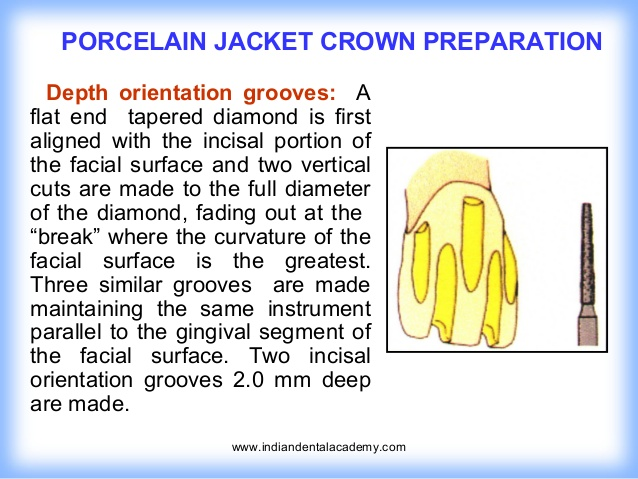 PORCELAIN JACKET CROWN PREPARATION
Depth orientation grooves: A
flat end tapered diamond is first
aligned with the incisal portion of
the facial surface and two vertical
cuts are made to the full diameter
of the diamond, fading out at the
“break” where the curvature of the
facial surface is the greatest.
Three similar grooves are made
maintaining the same instrument
parallel to the gingival segment of
the facial surface. Two incisal
orientation grooves 2.0 mm deep
are made.
www.indiandentalacademy.com